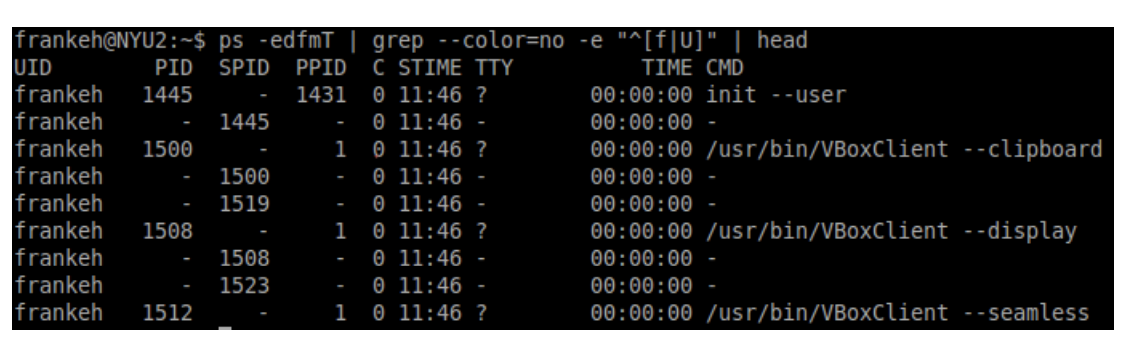 frankeh@NYU2:~$ ps -edfmT | grep --color=no -e "^[f|U]" | head
UID        PID  SPID  PPID  C STIME TTY          TIME CMD
frankeh   1445     -  1431  0 11:46 ?        00:00:00 init --user
frankeh      -  1445     -  0 11:46 -        00:00:00 -
frankeh   1500     -     1  0 11:46 ?        00:00:00 /usr/bin/VBoxClient --clipboard
frankeh      -  1500     -  0 11:46 -        00:00:00 -
frankeh      -  1519     -  0 11:46 -        00:00:00 -
frankeh   1508     -     1  0 11:46 ?        00:00:00 /usr/bin/VBoxClient --display
frankeh      -  1508     -  0 11:46 -        00:00:00 -
frankeh      -  1523     -  0 11:46 -        00:00:00 -
frankeh   1512     -     1  0 11:46 ?        00:00:00 /usr/bin/VBoxClient --seamless